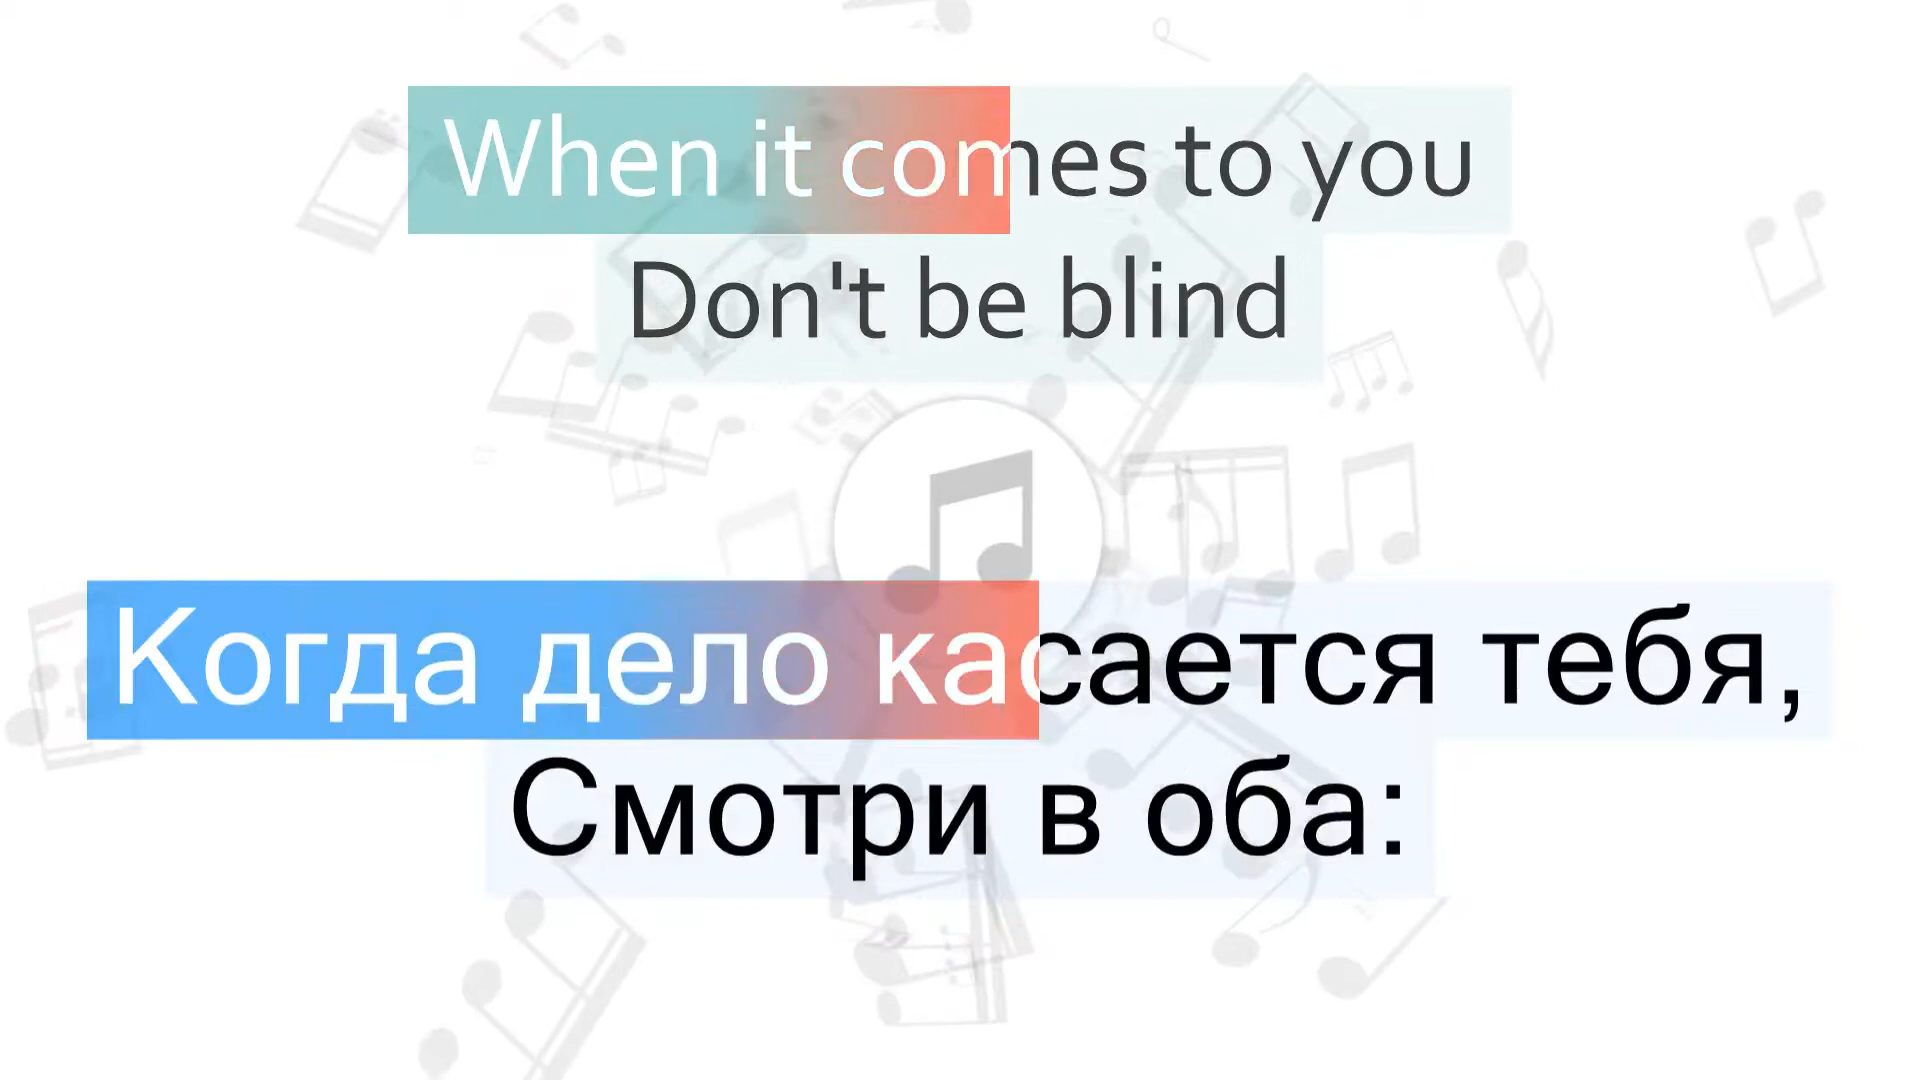 When it comes to you
Don't be blind
Когда дело касается тебя,
Смотри в оба: